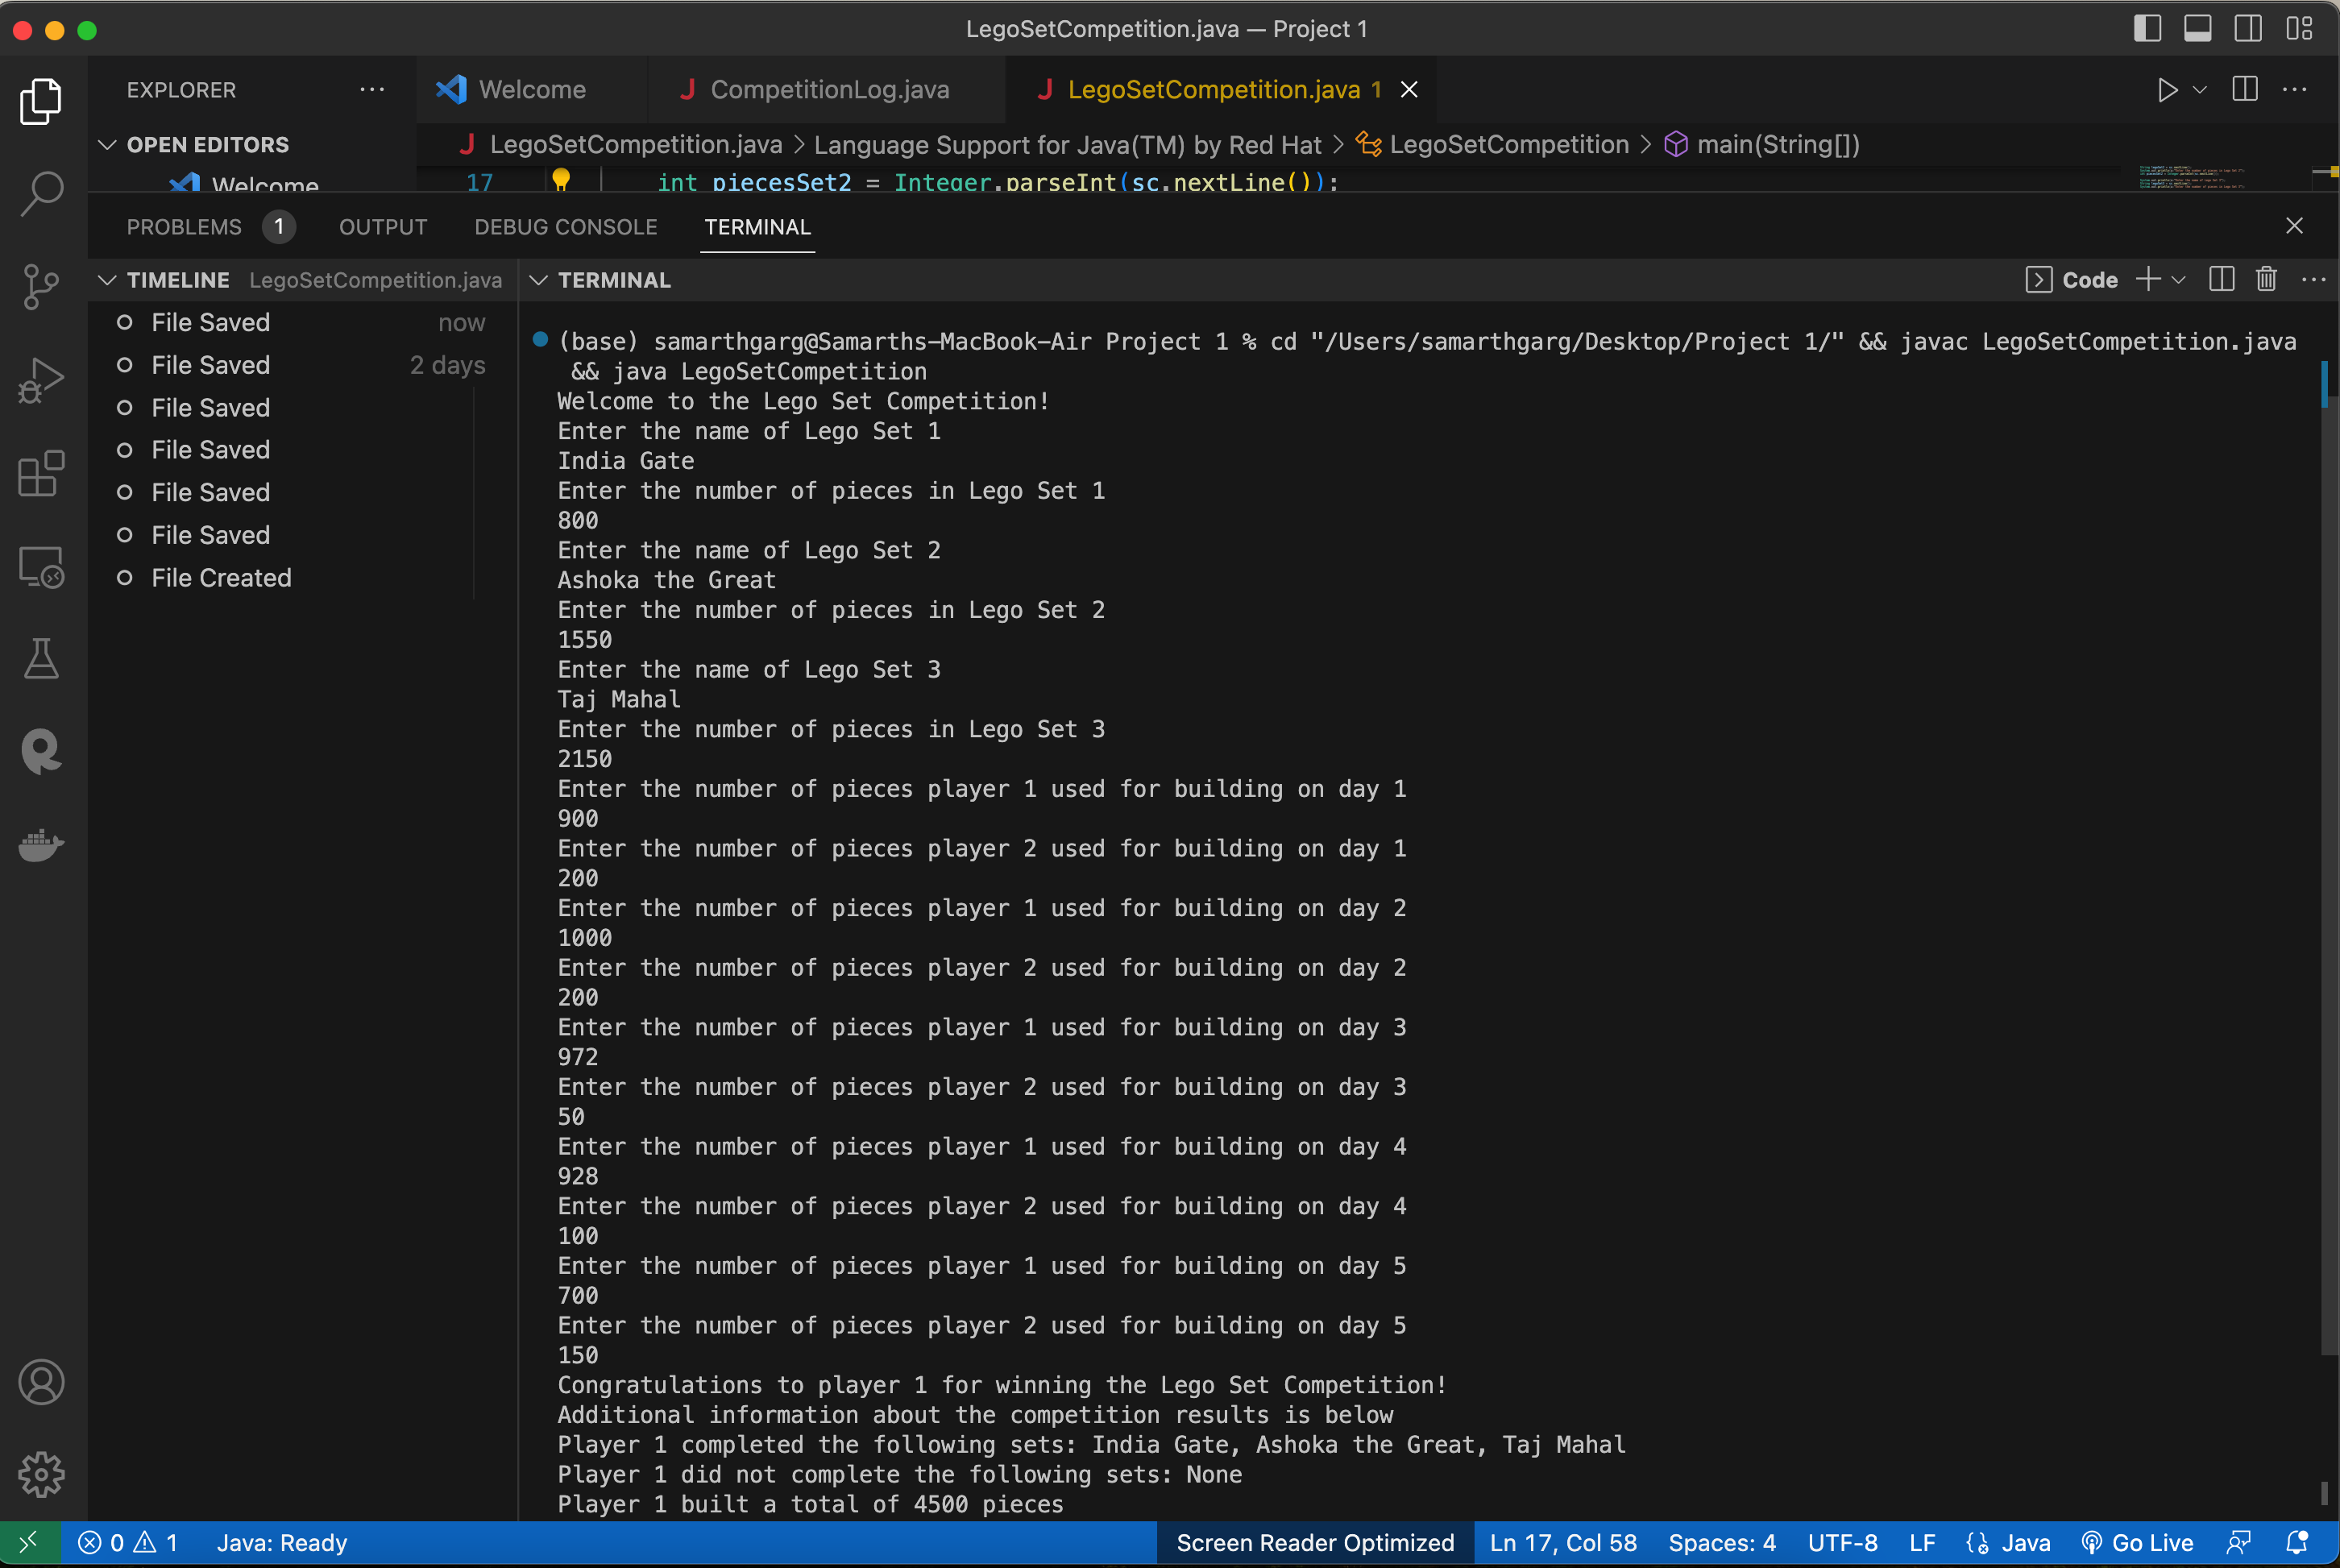 LegoSetCompetition.java — Project 1
EXPLORER
Welcome
CompetitionLog.java
LegoSetCompetition.java 1
OPEN EDITORS
LegoSetCompetition.java > Language Support for Java(TM) by Red Hat > LegoSetCompetition > main(String[])
Welcome
17 int piecesSet2 = Integer.parseInt(sc.nextLine());
PROBLEMS 1 OUTPUT DEBUG CONSOLE TERMINAL
TIMELINE LegoSetCompetition.java
File Saved now
File Saved 2 days
File Saved
File Saved
File Saved
File Saved
File Created
TERMINAL
Code
(base) samarthgarg@Samarths-MacBook-Air Project 1 % cd "/Users/samarthgarg/Desktop/Project 1/" && javac LegoSetCompetition.java
&& java LegoSetCompetition
Welcome to the Lego Set Competition!
Enter the name of Lego Set 1
India Gate
Enter the number of pieces in Lego Set 1
800
Enter the name of Lego Set 2
Ashoka the Great
Enter the number of pieces in Lego Set 2
1550
Enter the name of Lego Set 3
Taj Mahal
Enter the number of pieces in Lego Set 3
2150
Enter the number of pieces player 1 used for building on day 1
900
Enter the number of pieces player 2 used for building on day 1
200
Enter the number of pieces player 1 used for building on day 2
1000
Enter the number of pieces player 2 used for building on day 2
200
Enter the number of pieces player 1 used for building on day 3
972
Enter the number of pieces player 2 used for building on day 3
50
Enter the number of pieces player 1 used for building on day 4
928
Enter the number of pieces player 2 used for building on day 4
100
Enter the number of pieces player 1 used for building on day 5
700
Enter the number of pieces player 2 used for building on day 5
150
Congratulations to player 1 for winning the Lego Set Competition!
Additional information about the competition results is below
Player 1 completed the following sets: India Gate, Ashoka the Great, Taj Mahal
Player 1 did not complete the following sets: None
Player 1 built a total of 4500 pieces
0 1 Java: Ready Screen Reader Optimized Ln 17, Col 58 Spaces: 4 UTF-8 LF Java Go Live